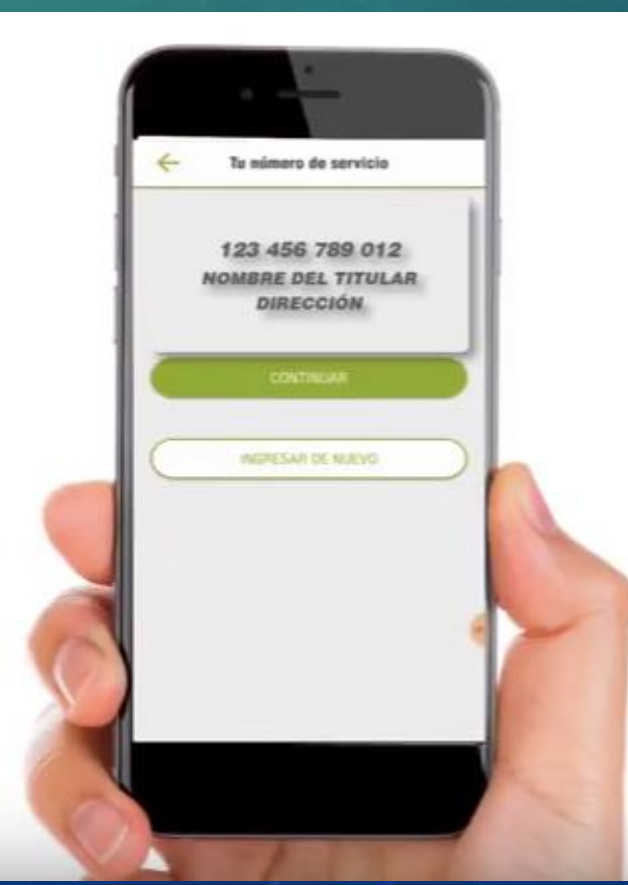 Tu número de servicio
123 456 789 012
NOMBRE DEL TITULAR
DIRECCIÓN
CONTINUAR
INGRESAR DE NUEVO